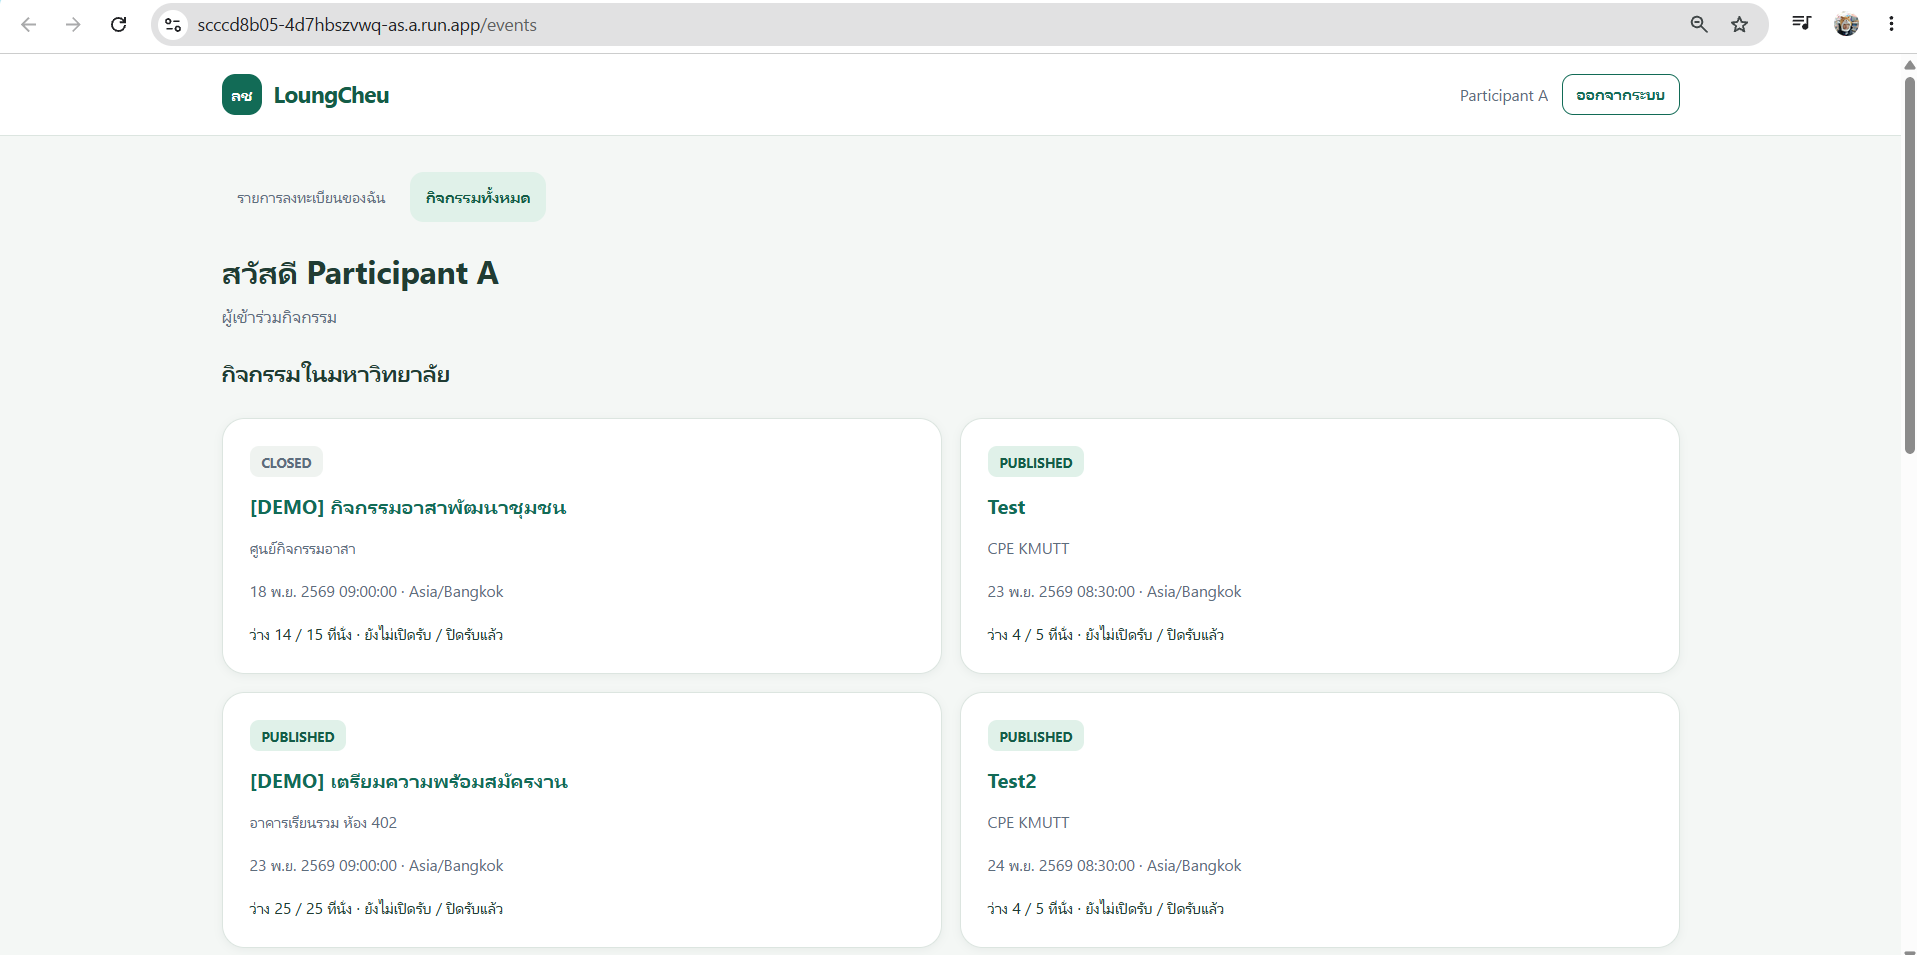 scccd8b05-4d7hbszvwq-as.a.run.app/events
ลช LoungCheu
Participant A ออกจากระบบ
รายการลงทะเบียนของฉัน กิจกรรมทั้งหมด
สวัสดี Participant A
ผู้เข้าร่วมกิจกรรม
กิจกรรมในมหาวิทยาลัย
CLOSED
[DEMO] กิจกรรมอาสาพัฒนาชุมชน
ศูนย์กิจกรรมอาสา
18 พ.ย. 2569 09:00:00 · Asia/Bangkok
ว่าง 14 / 15 ที่นั่ง · ยังไม่เปิดรับ / ปิดรับแล้ว
PUBLISHED
Test
CPE KMUTT
23 พ.ย. 2569 08:30:00 · Asia/Bangkok
ว่าง 4 / 5 ที่นั่ง · ยังไม่เปิดรับ / ปิดรับแล้ว
PUBLISHED
[DEMO] เตรียมความพร้อมสมัครงาน
อาคารเรียนรวม ห้อง 402
23 พ.ย. 2569 09:00:00 · Asia/Bangkok
ว่าง 25 / 25 ที่นั่ง · ยังไม่เปิดรับ / ปิดรับแล้ว
PUBLISHED
Test2
CPE KMUTT
24 พ.ย. 2569 08:30:00 · Asia/Bangkok
ว่าง 4 / 5 ที่นั่ง · ยังไม่เปิดรับ / ปิดรับแล้ว